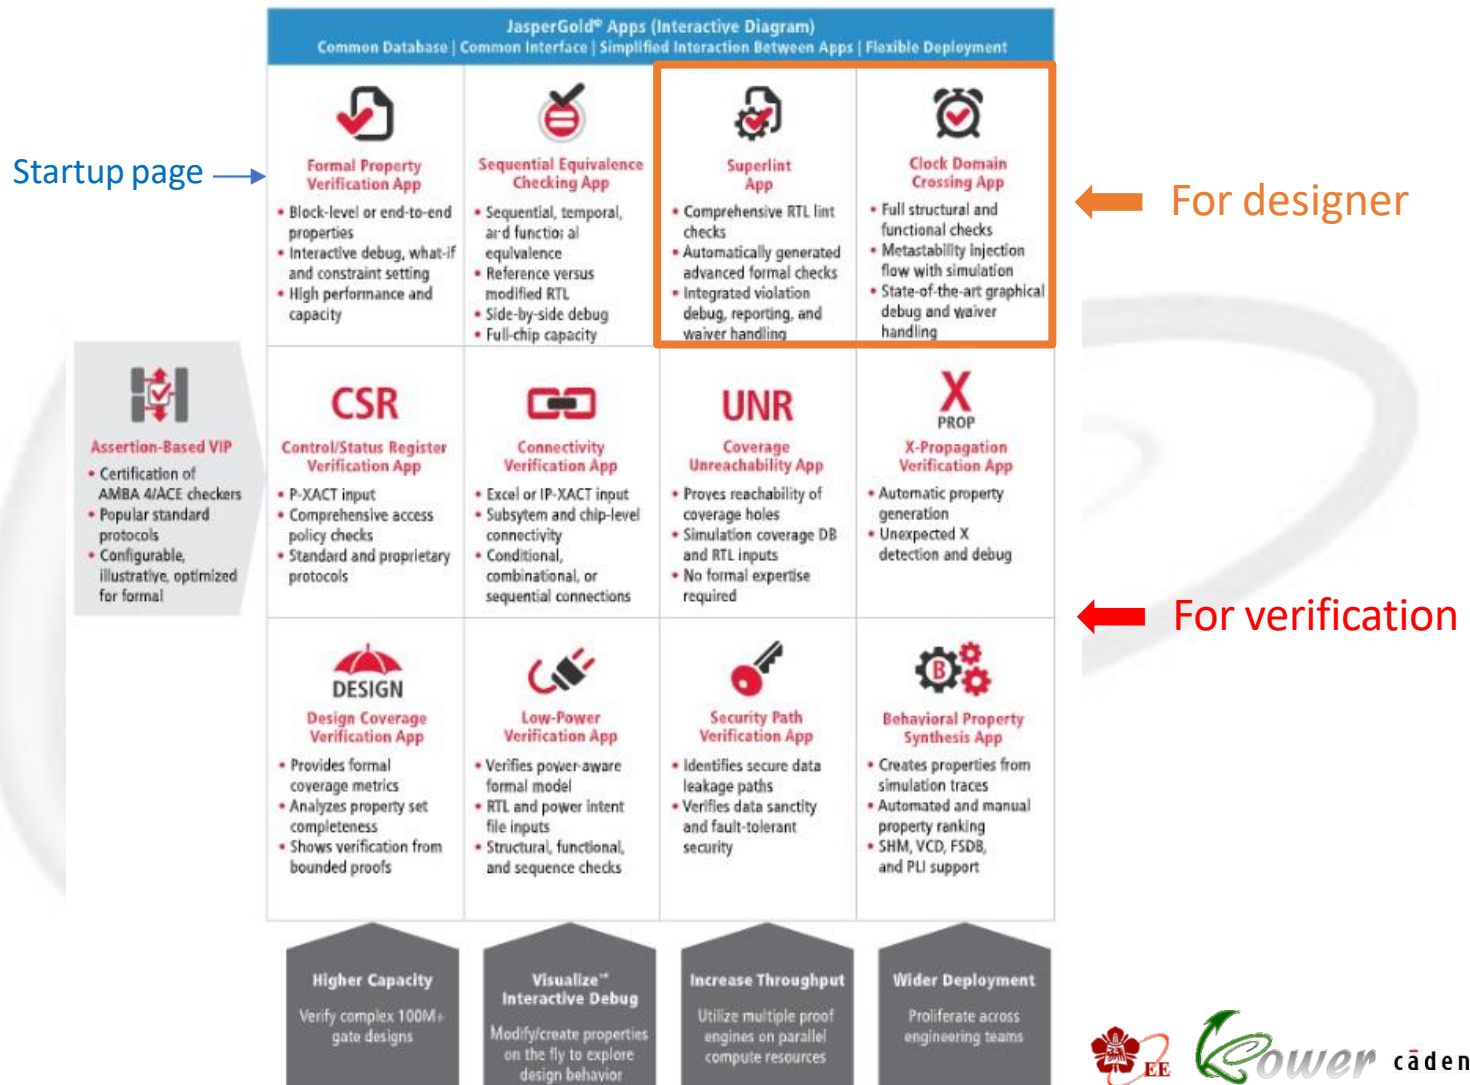 JasperGold® Apps (Interactive Diagram)
Common Database | Common Interface | Simplified Interaction Between Apps | Flexible Deployment
Startup page
Formal Property
Verification App
• Block-level or end-to-end
properties
• Interactive debug, what-if
and constraint setting
• High performance and
capacity
Sequential Equivalence
Checking App
• Sequential, temporal,
and functional
equivalence
• Reference versus
modified RTL
• Side-by-side debug
• Full-chip capacity
Superlint
App
• Comprehensive RTL lint
checks
• Automatically generated
advanced formal checks
• Integrated violation
debug, reporting, and
waiver handling
Clock Domain
Crossing App
• Full structural and
functional checks
• Metastability injection
flow with simulation
• State-of-the-art graphical
debug and waiver
handling
For designer
Assertion-Based VIP
• Certification of
AMBA 4/ACE checkers
• Popular standard
protocols
• Configurable,
illustrative, optimized
for formal
CSR
Control/Status Register
Verification App
• P-XACT input
• Comprehensive access
policy checks
• Standard and proprietary
protocols
Connectivity
Verification App
• Excel or IP-XACT input
• Subsytem and chip-level
connectivity
• Conditional,
combinational, or
sequential connections
UNR
Coverage
Unreachability App
• Proves reachability of
coverage holes
• Simulation coverage DB
and RTL inputs
• No formal expertise
required
X
PROP
X-Propagation
Verification App
• Automatic property
generation
• Unexpected X
detection and debug
For verification
DESIGN
Design Coverage
Verification App
• Provides formal
coverage metrics
• Analyzes property set
completeness
• Shows verification from
bounded proofs
Low-Power
Verification App
• Verifies power-aware
formal model
• RTL and power intent
file inputs
• Structural, functional,
and sequence checks
Security Path
Verification App
• Identifies secure data
leakage paths
• Verifies data sanctity
and fault-tolerant
security
B
Behavioral Property
Synthesis App
• Creates properties from
simulation traces
• Automated and manual
property ranking
• SHM, VCD, FSDB,
and PLI support
Higher Capacity
Verify complex 100M+
gate designs
Visualize™
Interactive Debug
Modify/create properties
on the fly to explore
design behavior
Increase Throughput
Utilize multiple proof
engines on parallel
compute resources
Wider Deployment
Proliferate across
engineering teams
EE
Power
cāden